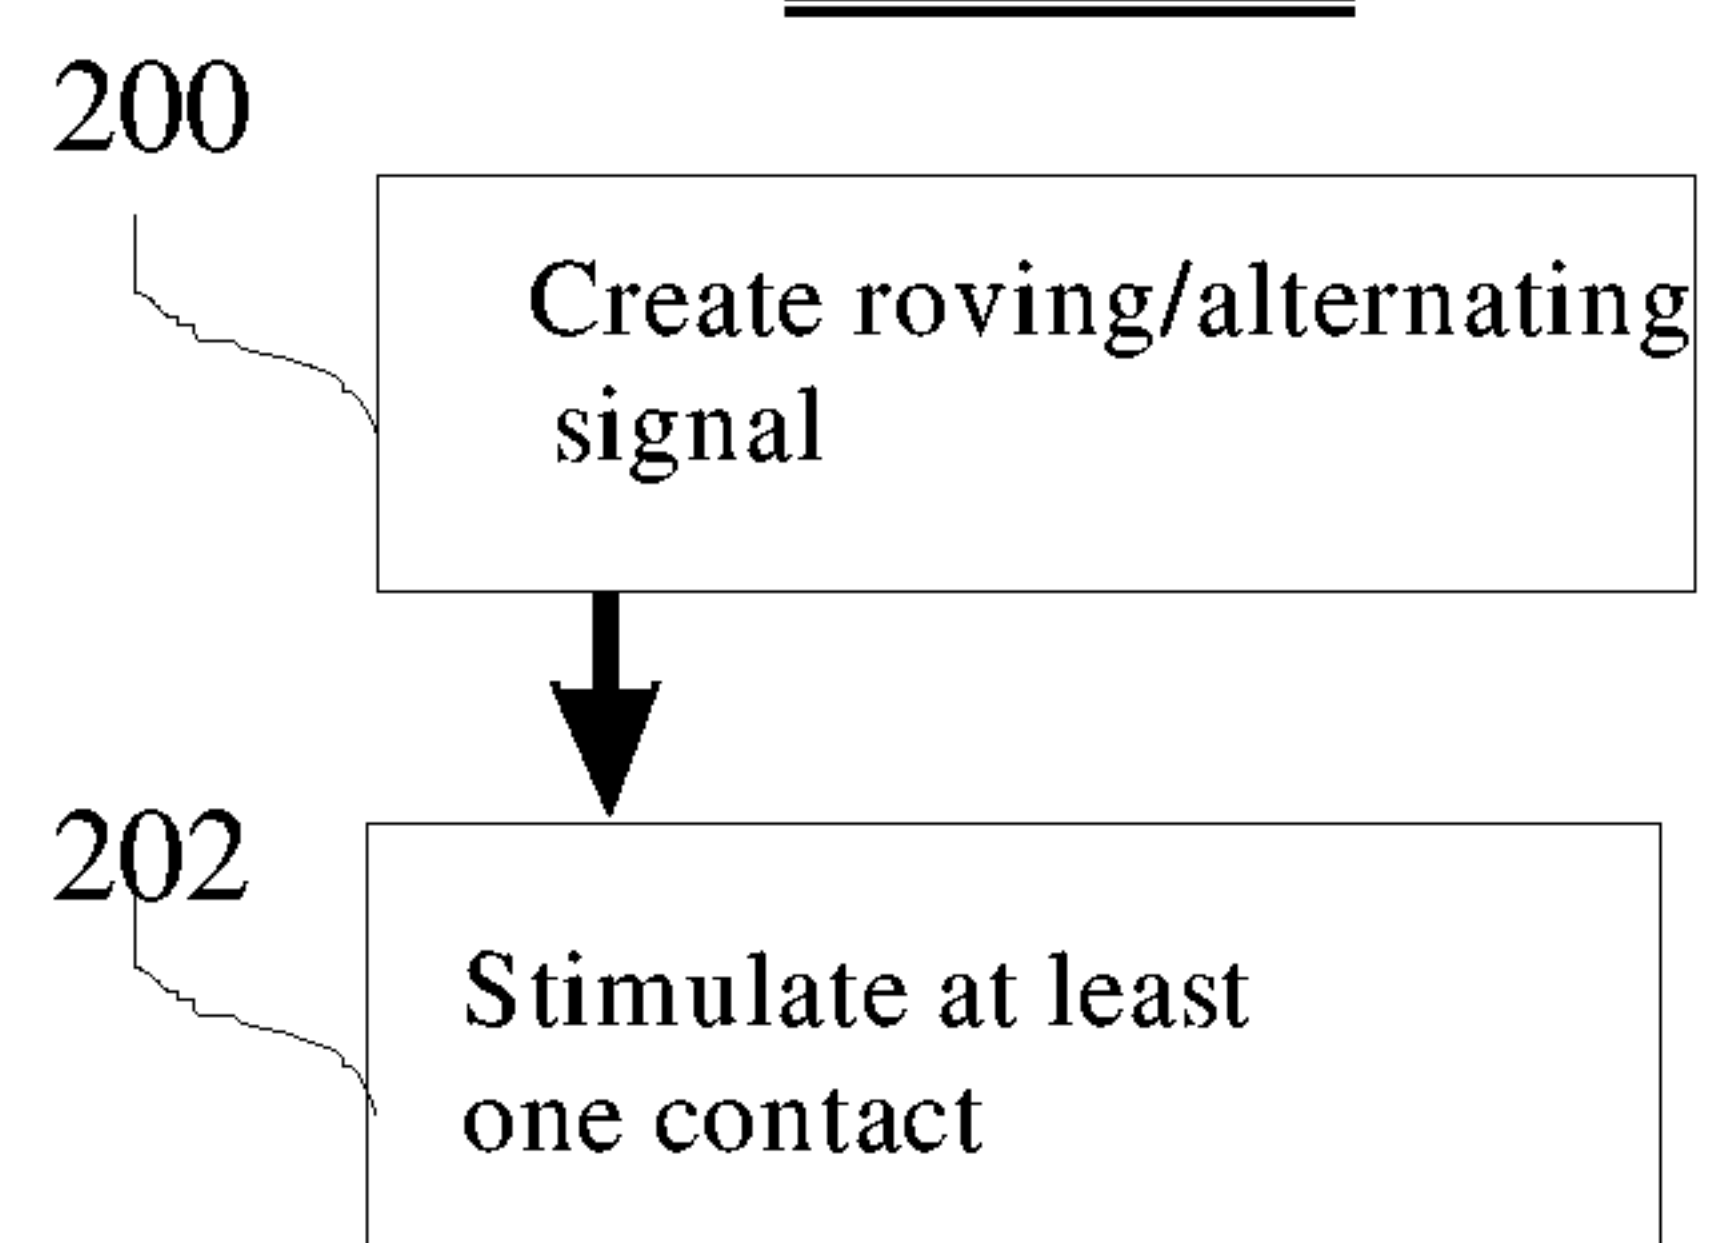 200
Create roving/alternating
signal
202
Stimulate at least
one contact